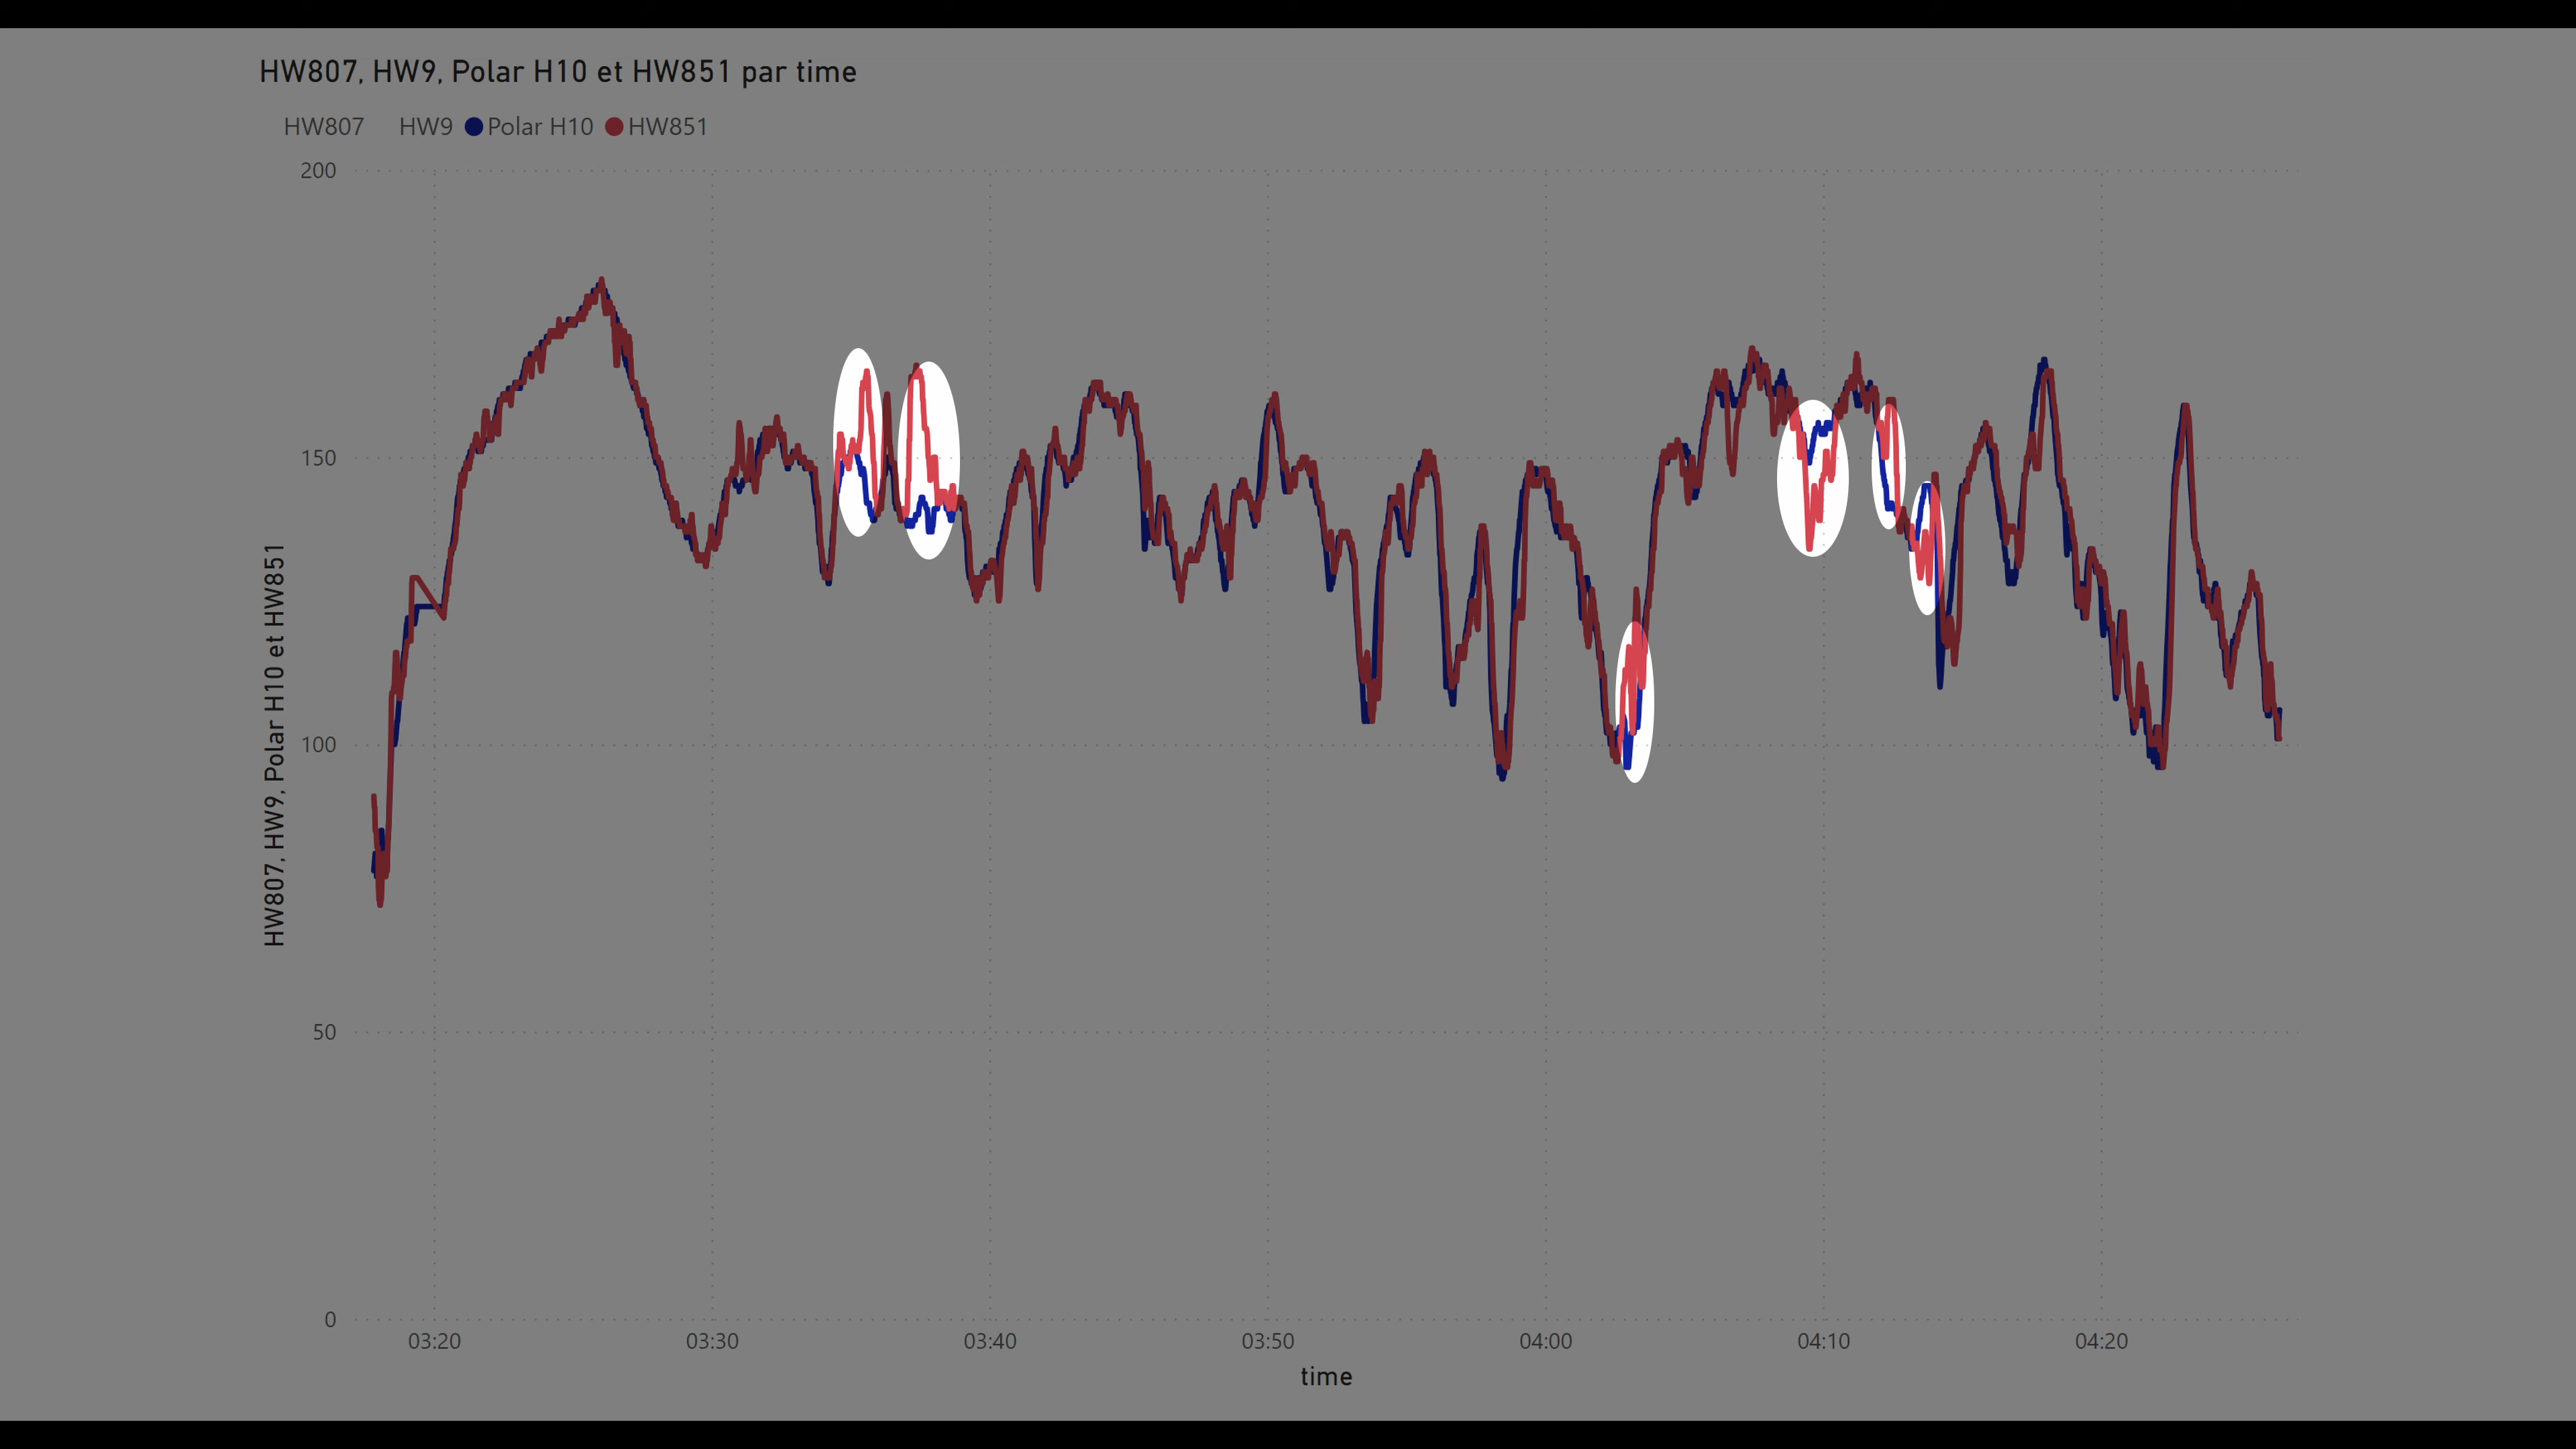 HW807, HW9, Polar H10 et HW851 par time
HW807 HW9 Polar H10 HW851
HW807, HW9, Polar H10 et HW851
200
150
100
50
0
03:20 03:30 03:40 03:50 04:00 04:10 04:20
time